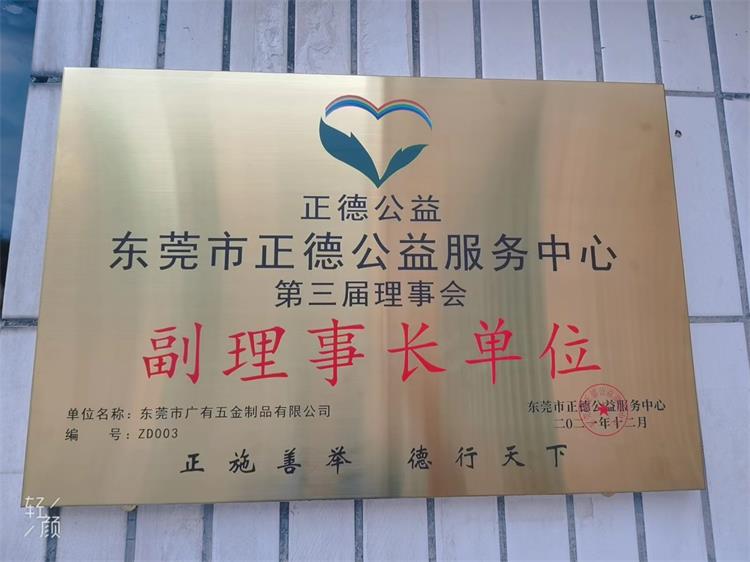 正德公益
东莞市正德公益服务中心
第三届理事会
副理事长单位
单位名称：东莞市广有五金制品有限公司
编　　号：ZD003
东莞市正德公益服务中心
二〇二一年十二月
正施善举　德行天下
轻颜